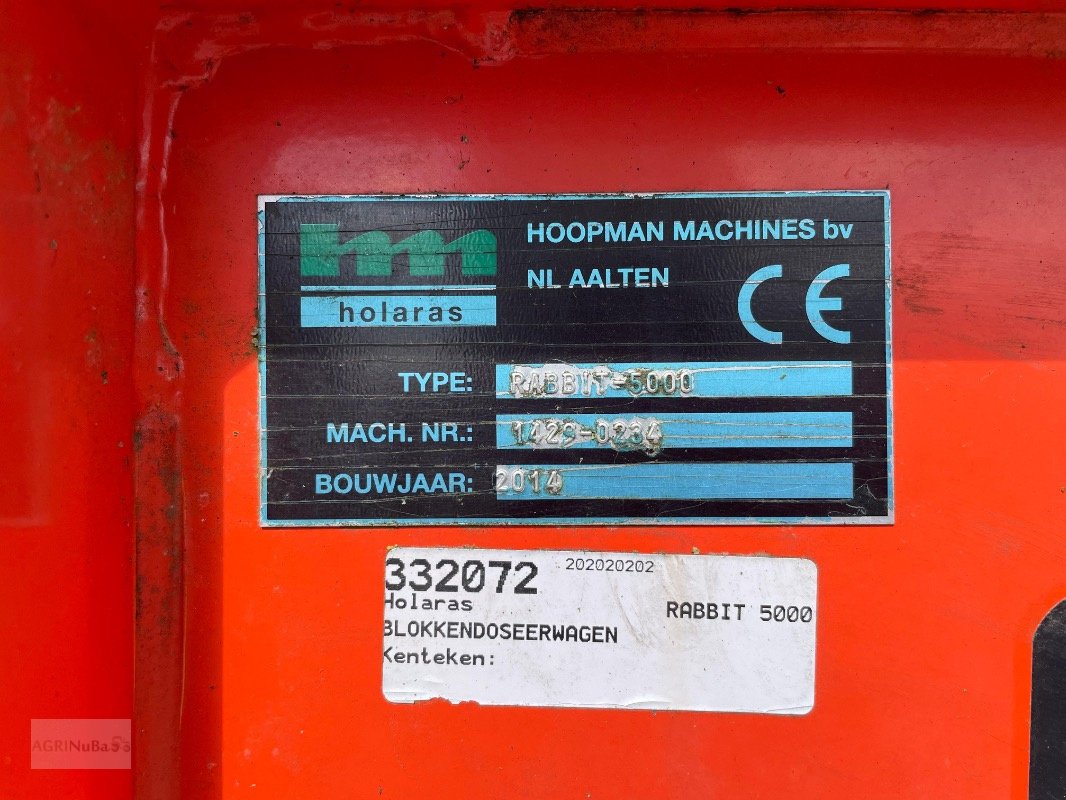 hm
holaras
HOOPMAN MACHINES bv
NL AALTEN
CE
TYPE: RABBIT-5000
MACH. NR.: 1429-0234
BOUWJAAR: 2014
332072 202020202
Holaras RABBIT 5000
BLOKKENDOSEERWAGEN
Kenteken:
AGRINuBa